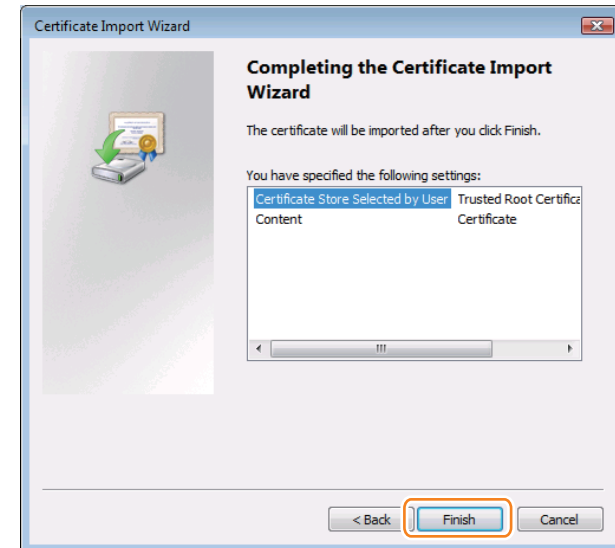 Certificate Import Wizard
Completing the Certificate Import
Wizard
The certificate will be imported after you click Finish.
You have specified the following settings:
Certificate Store Selected by User Trusted Root Certifica
Content Certificate
< Back Finish Cancel